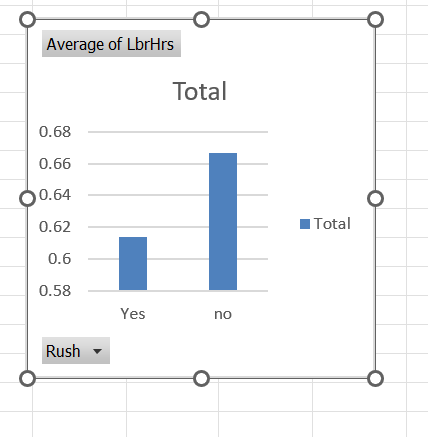 Average of LbrHrs
Total
0.68
0.66
0.64
0.62
0.6
0.58
Yes no
Total
Rush